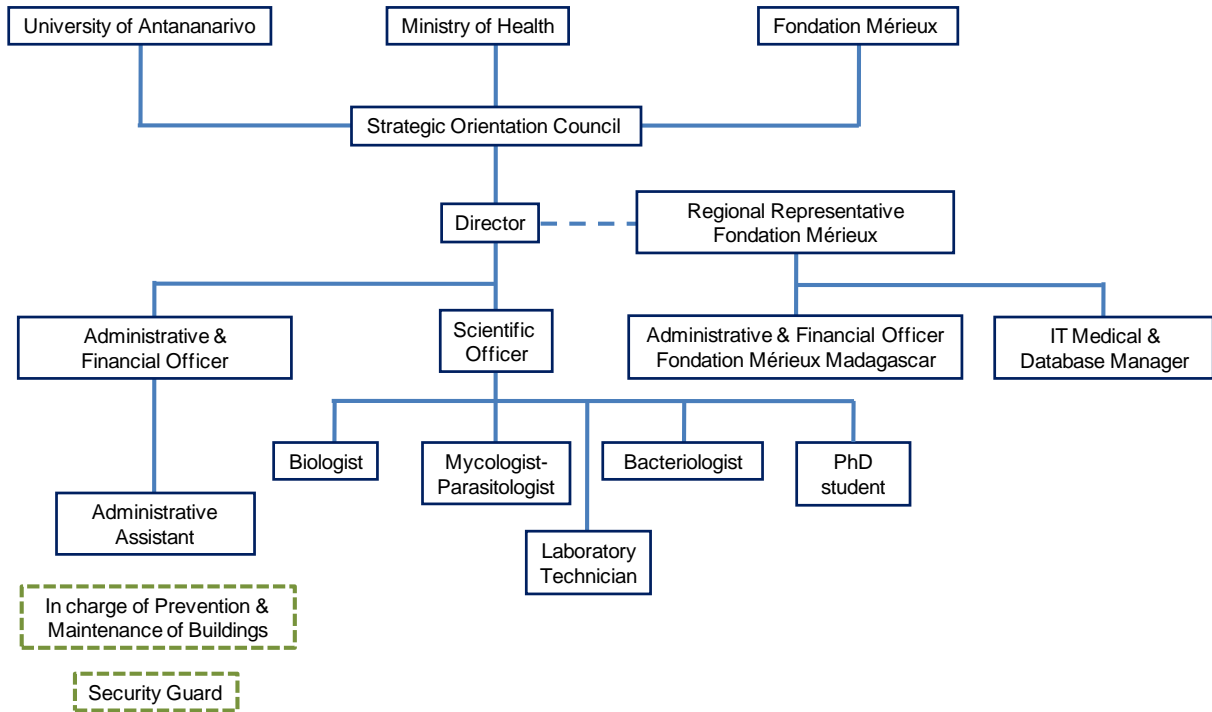 University of Antananarivo
Ministry of Health
Fondation Mérieux
Strategic Orientation Council
Director
Regional Representative
Fondation Mérieux
Administrative &
Financial Officer
Scientific
Officer
Administrative & Financial Officer
Fondation Mérieux Madagascar
IT Medical &
Database Manager
Biologist
Mycologist-
Parasitologist
Bacteriologist
PhD
student
Administrative
Assistant
Laboratory
Technician
In charge of Prevention &
Maintenance of Buildings
Security Guard